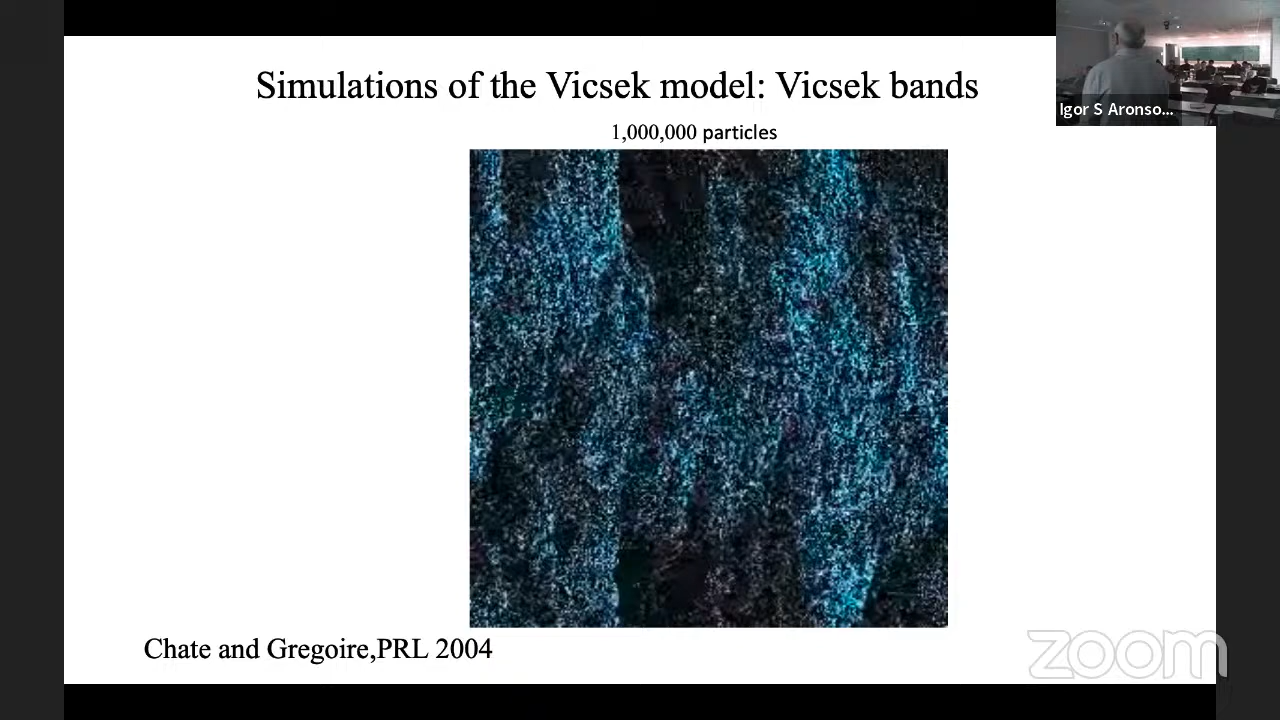 Simulations of the Vicsek model: Vicsek bands
1,000,000 particles
Igor S Aronso...
Chate and Gregoire,PRL 2004
zoom